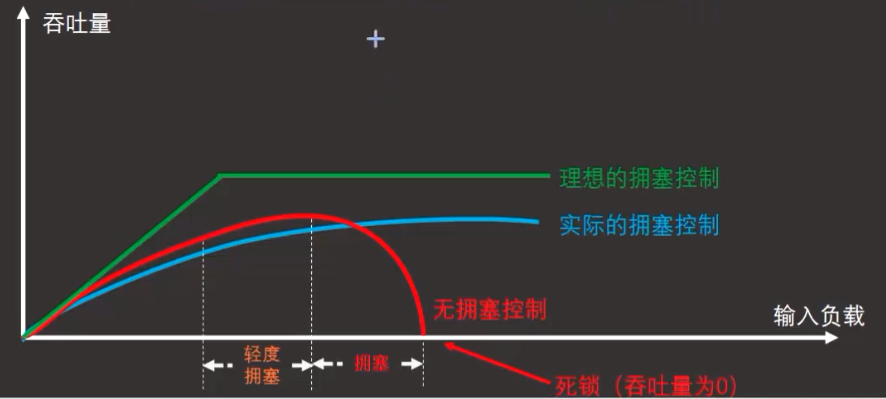 吞吐量
理想的拥塞控制
实际的拥塞控制
无拥塞控制
输入负载
轻度
拥塞
拥塞
死锁（吞吐量为0）